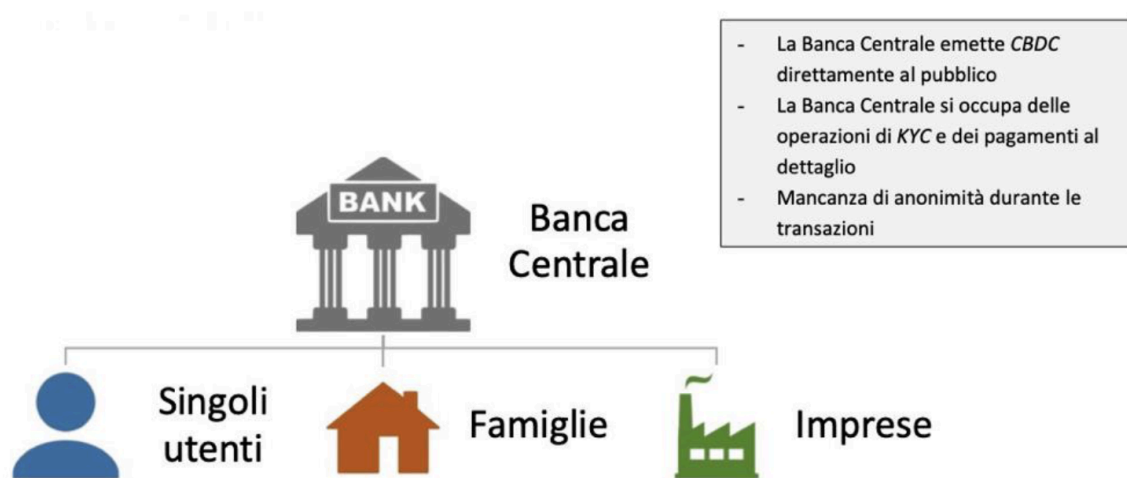 - La Banca Centrale emette CBDC
direttamente al pubblico
- La Banca Centrale si occupa delle
operazioni di KYC e dei pagamenti al
dettaglio
- Mancanza di anonimità durante le
transazioni
BANK
Banca
Centrale
Singoli
utenti
Famiglie
Imprese